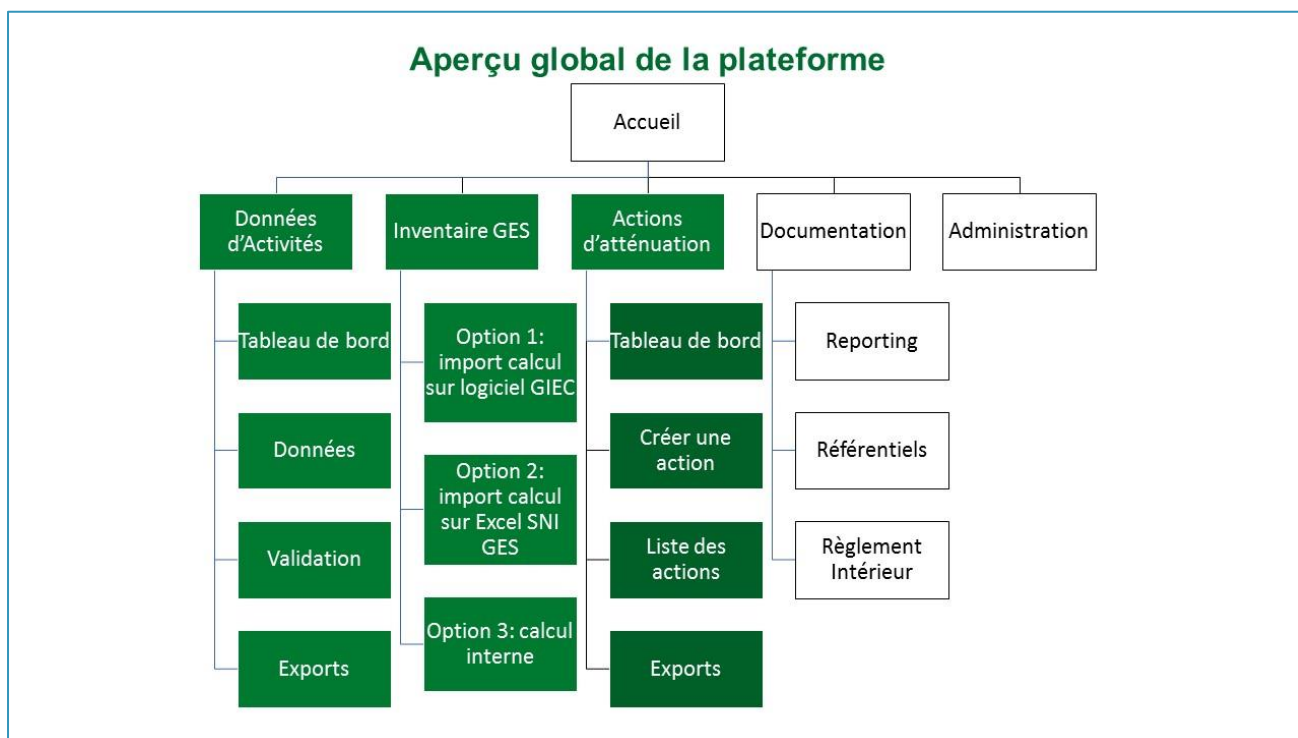 Aperçu global de la plateforme
Accueil
Données
d'Activités
Inventaire GES
Actions
d'atténuation
Documentation
Administration
Tableau de bord
Données
Validation
Exports
Option 1:
import calcul
sur logiciel GIEC
Option 2:
import calcul
sur Excel SNI
GES
Option 3: calcul
interne
Tableau de bord
Créer une
action
Liste des
actions
Exports
Reporting
Référentiels
Règlement
Intérieur